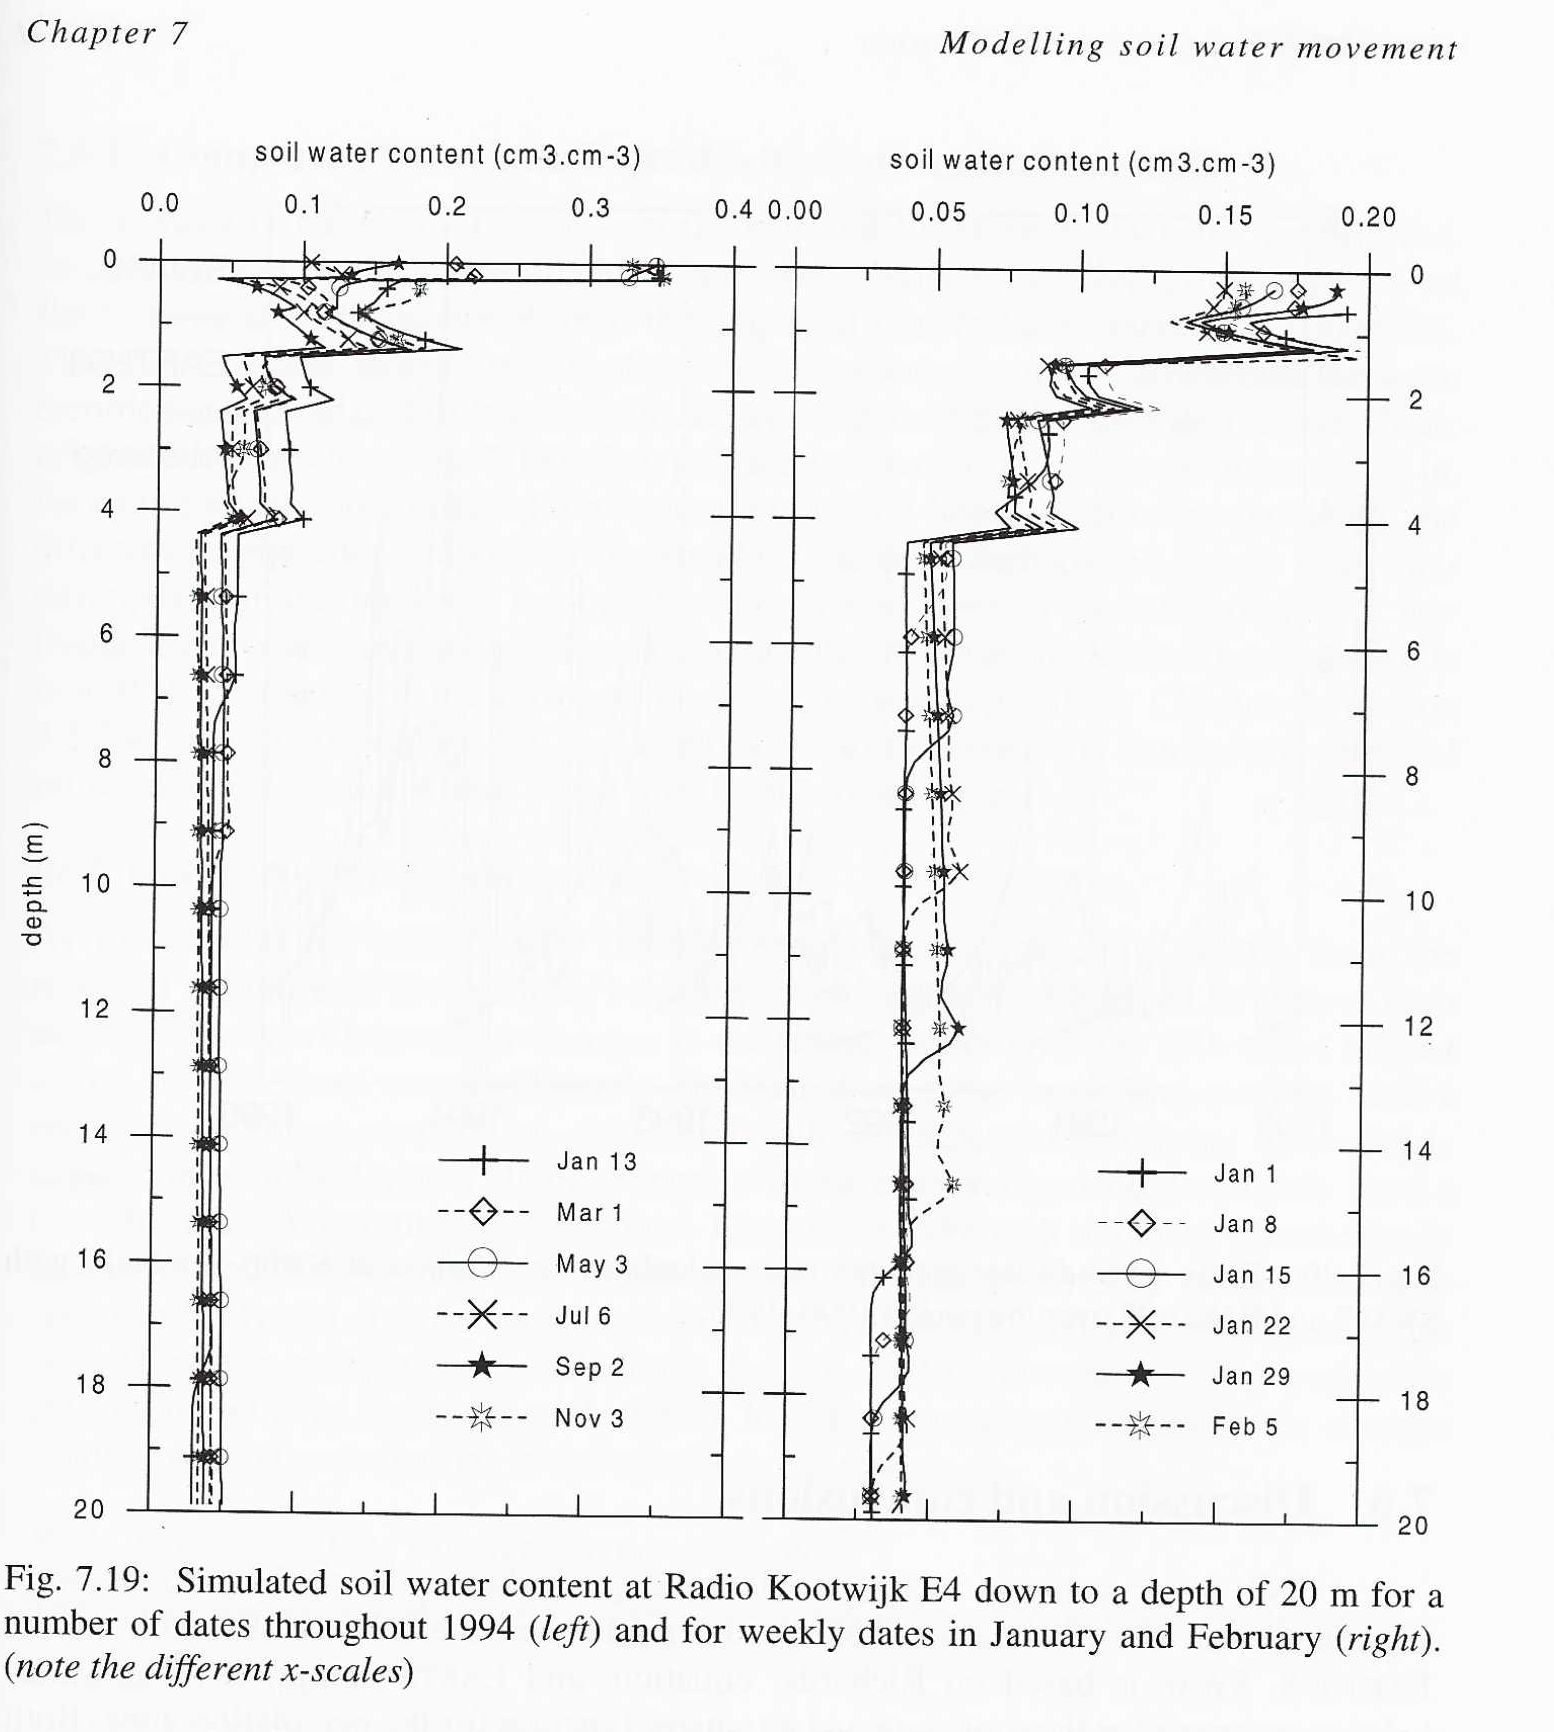 Chapter 7
Modelling soil water movement
soil water content (cm3.cm-3)
0.0 0.1 0.2 0.3 0.4
0
2
4
6
8
10
12
14
16
18
20
depth (m)
Jan 13
Mar 1
May 3
Jul 6
Sep 2
Nov 3
soil water content (cm3.cm-3)
0.00 0.05 0.10 0.15 0.20
0
2
4
6
8
10
12
14
16
18
20
Jan 1
Jan 8
Jan 15
Jan 22
Jan 29
Feb 5
Fig. 7.19: Simulated soil water content at Radio Kootwijk E4 down to a depth of 20 m for a
number of dates throughout 1994 (left) and for weekly dates in January and February (right).
(note the different x-scales)